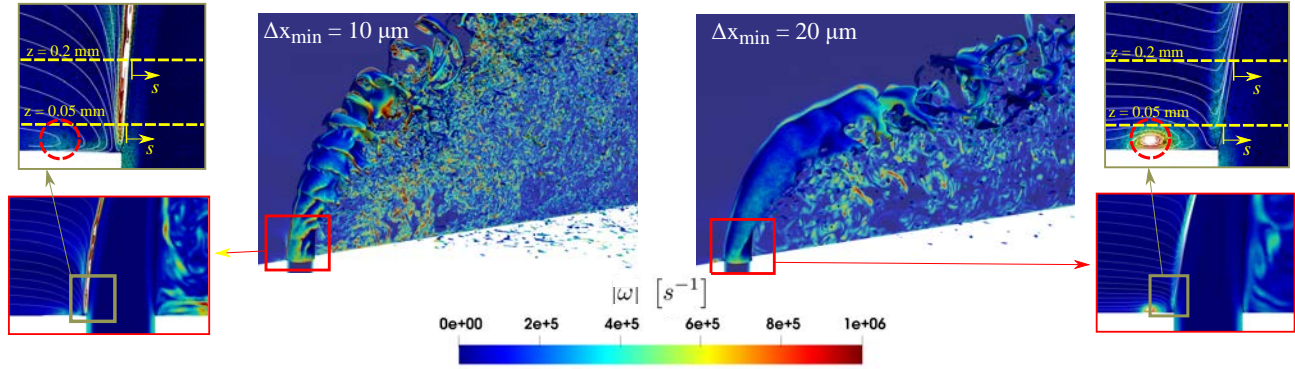 Δx_min = 10 μm
Δx_min = 20 μm
z = 0.2 mm
s
z = 0.05 mm
s
z = 0.2 mm
s
z = 0.05 mm
s
|ω| [s⁻¹]
0e+00 2e+5 4e+5 6e+5 8e+5 1e+06